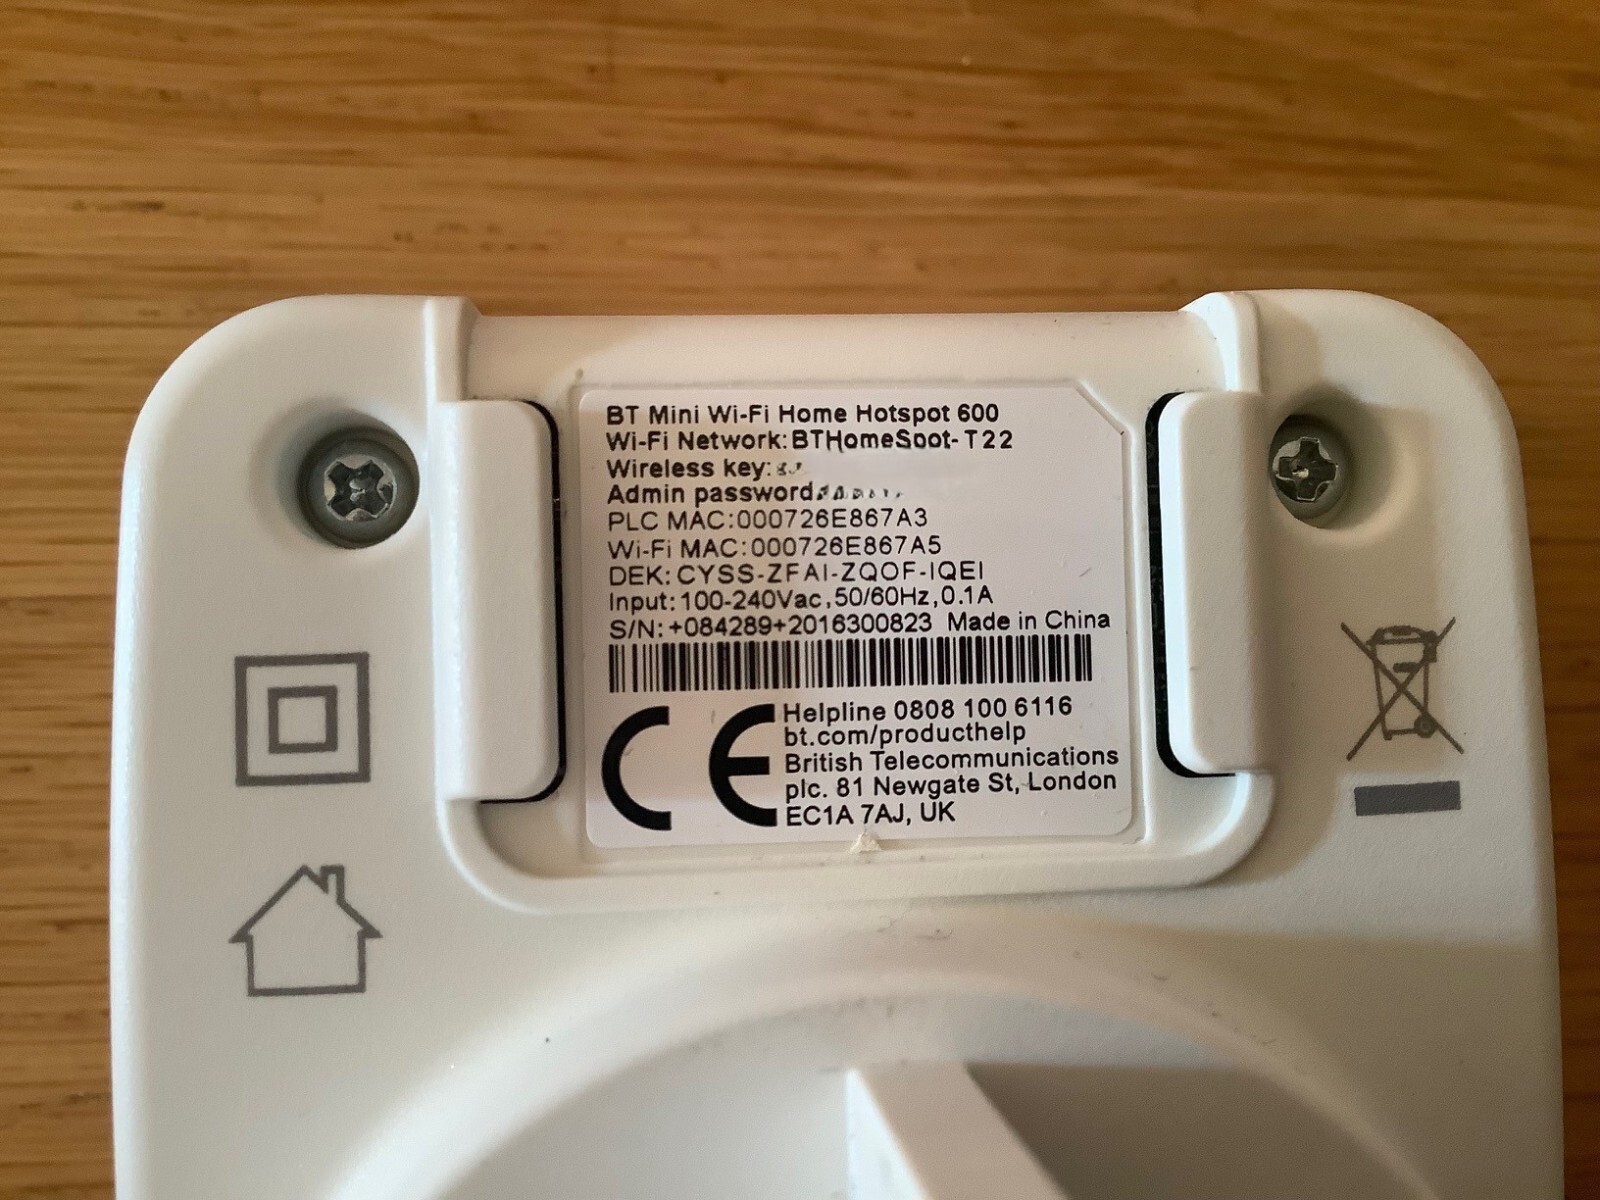 BT Mini Wi-Fi Home Hotspot 600
Wi-Fi Network: BTHomeSpot-T22
Wireless key:
Admin password
PLC MAC:000726E867A3
Wi-Fi MAC:000726E867A5
DEK: CYSS-ZFAI-ZQOF-IQEI
Input: 100-240Vac,50/60Hz,0.1A
S/N: +084289+2016300823 Made in China
CE
Helpline 0808 100 6116
bt.com/producthelp
British Telecommunications
plc. 81 Newgate St, London
EC1A 7AJ, UK